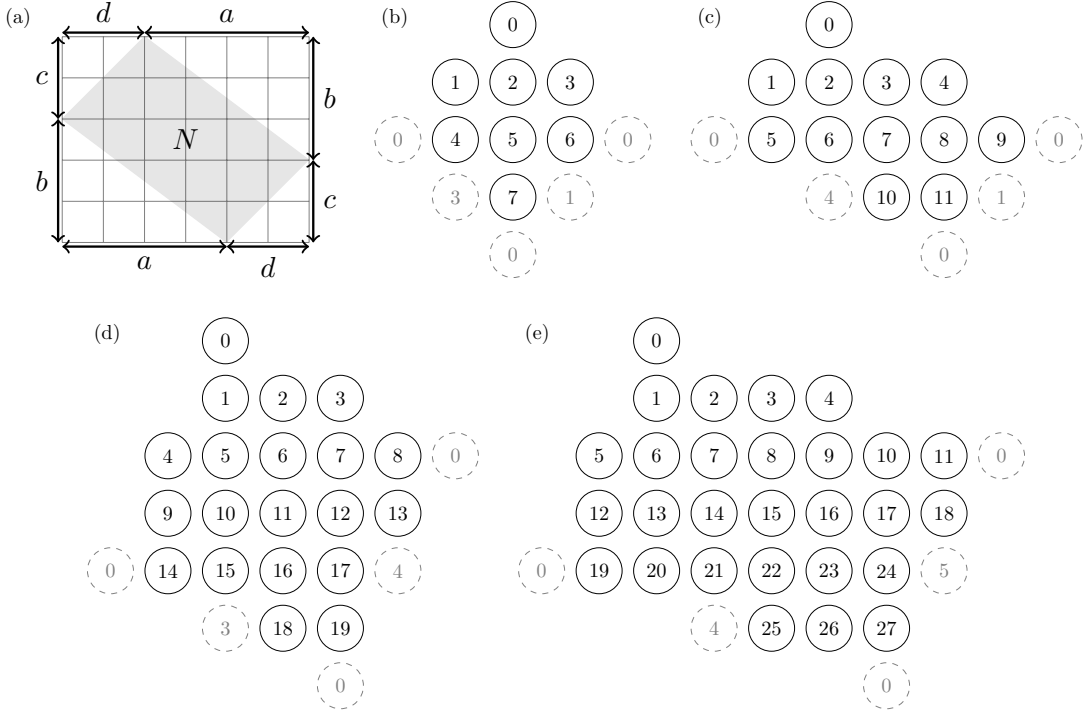 (a)
d a
c
b
N
b
c
a d
(b)
0
1 2 3
0 4 5 6 0
3 7 1
0
(c)
0
1 2 3 4
0 5 6 7 8 9 0
4 10 11 1
0
(d)
0
1 2 3
4 5 6 7 8 0
9 10 11 12 13
0 14 15 16 17 4
3 18 19
0
(e)
0
1 2 3 4
5 6 7 8 9 10 11 0
12 13 14 15 16 17 18
0 19 20 21 22 23 24 5
4 25 26 27
0